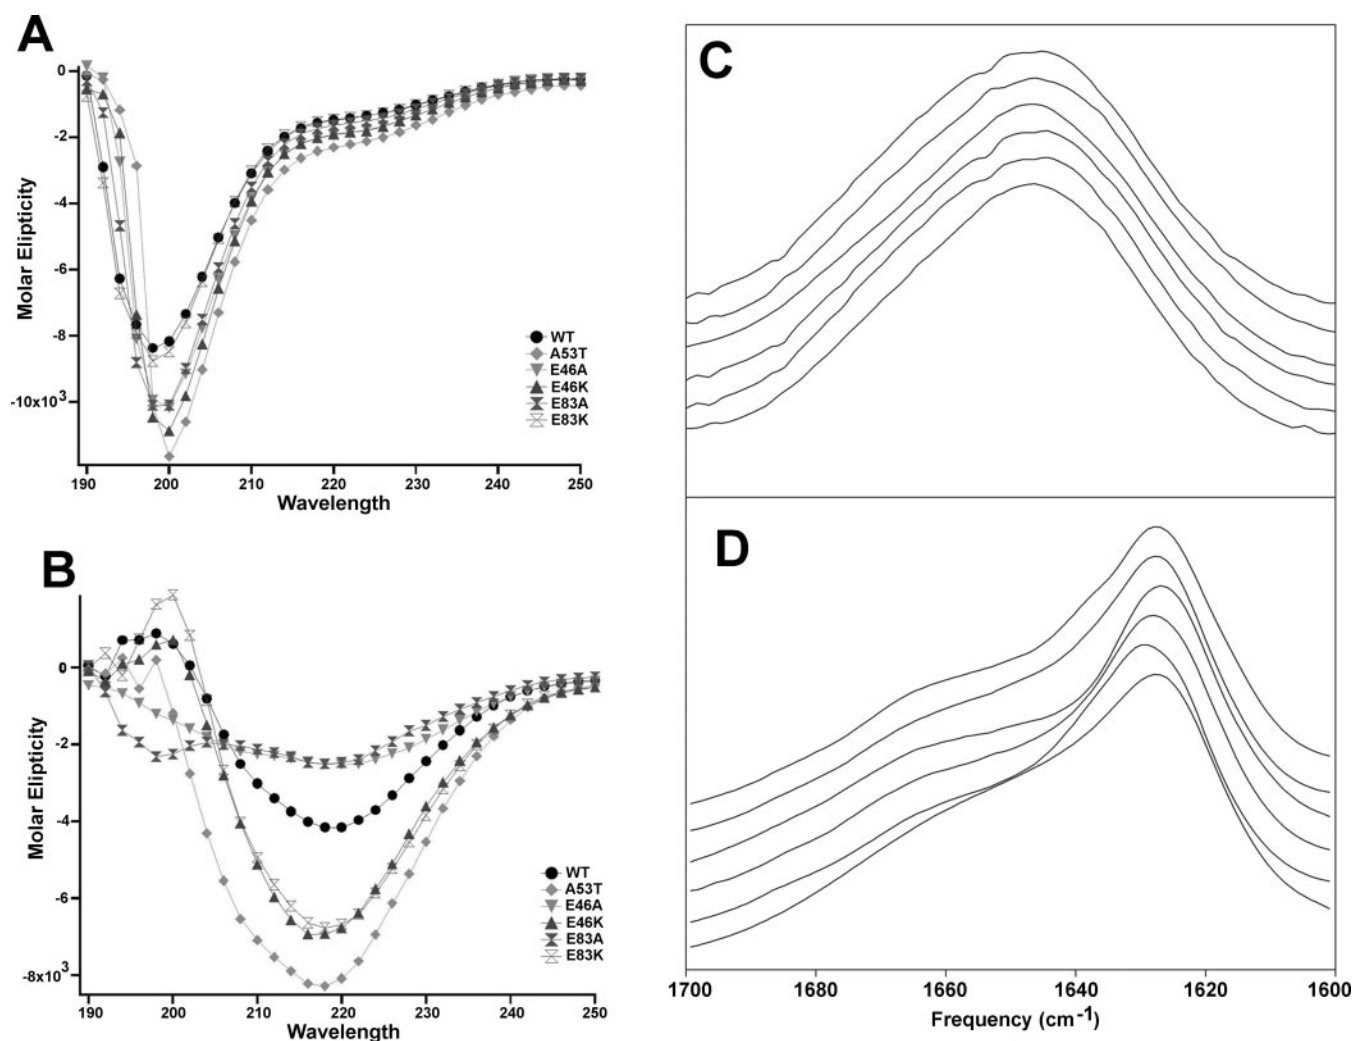 A
0
-2
-4
-6
-8
-10x10³
Molar Elipticity
190 200 210 220 230 240 250
Wavelength
WT
A53T
E46A
E46K
E83A
E83K
B
0
-2
-4
-6
-8x10³
Molar Elipticity
190 200 210 220 230 240 250
Wavelength
WT
A53T
E46A
E46K
E83A
E83K
C
D
1700 1680 1660 1640 1620 1600
Frequency (cm⁻¹)